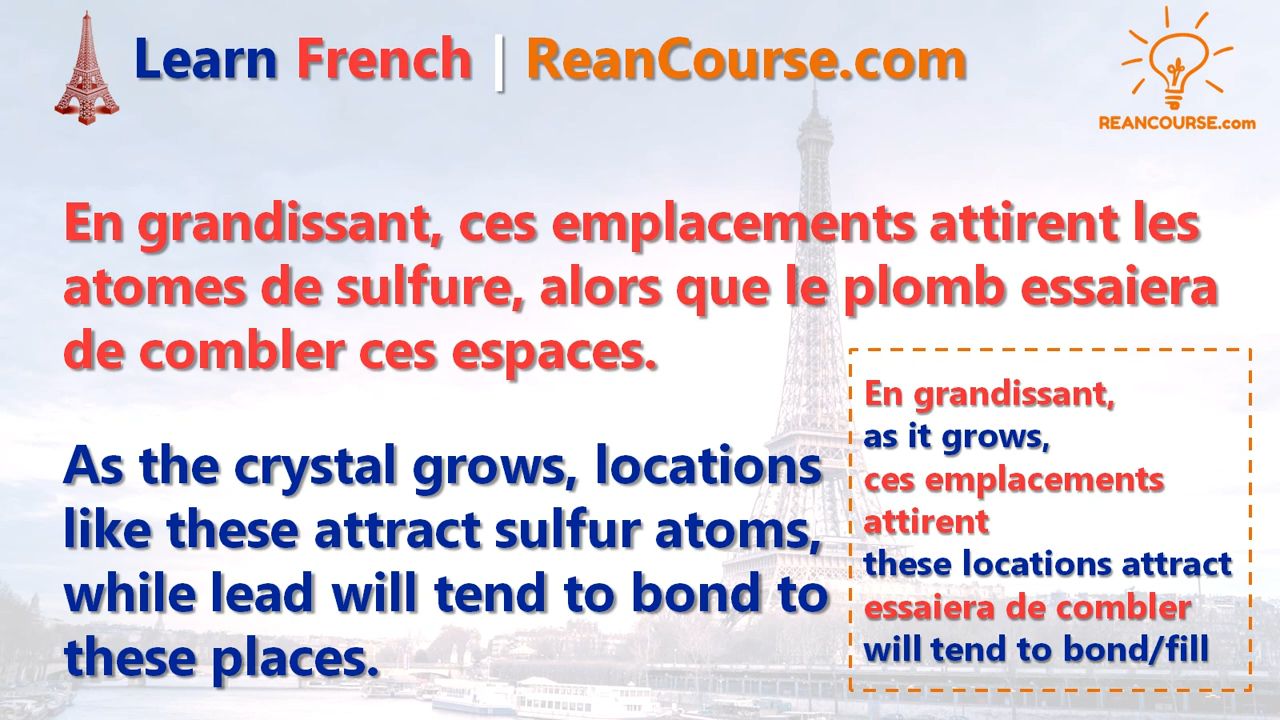 Learn French | ReanCourse.com
REANCOURSE.com
En grandissant, ces emplacements attirent les
atomes de sulfure, alors que le plomb essaiera
de combler ces espaces.
As the crystal grows, locations
like these attract sulfur atoms,
while lead will tend to bond to
these places.
En grandissant,
as it grows,
ces emplacements
attirent
these locations attract
essaiera de combler
will tend to bond/fill